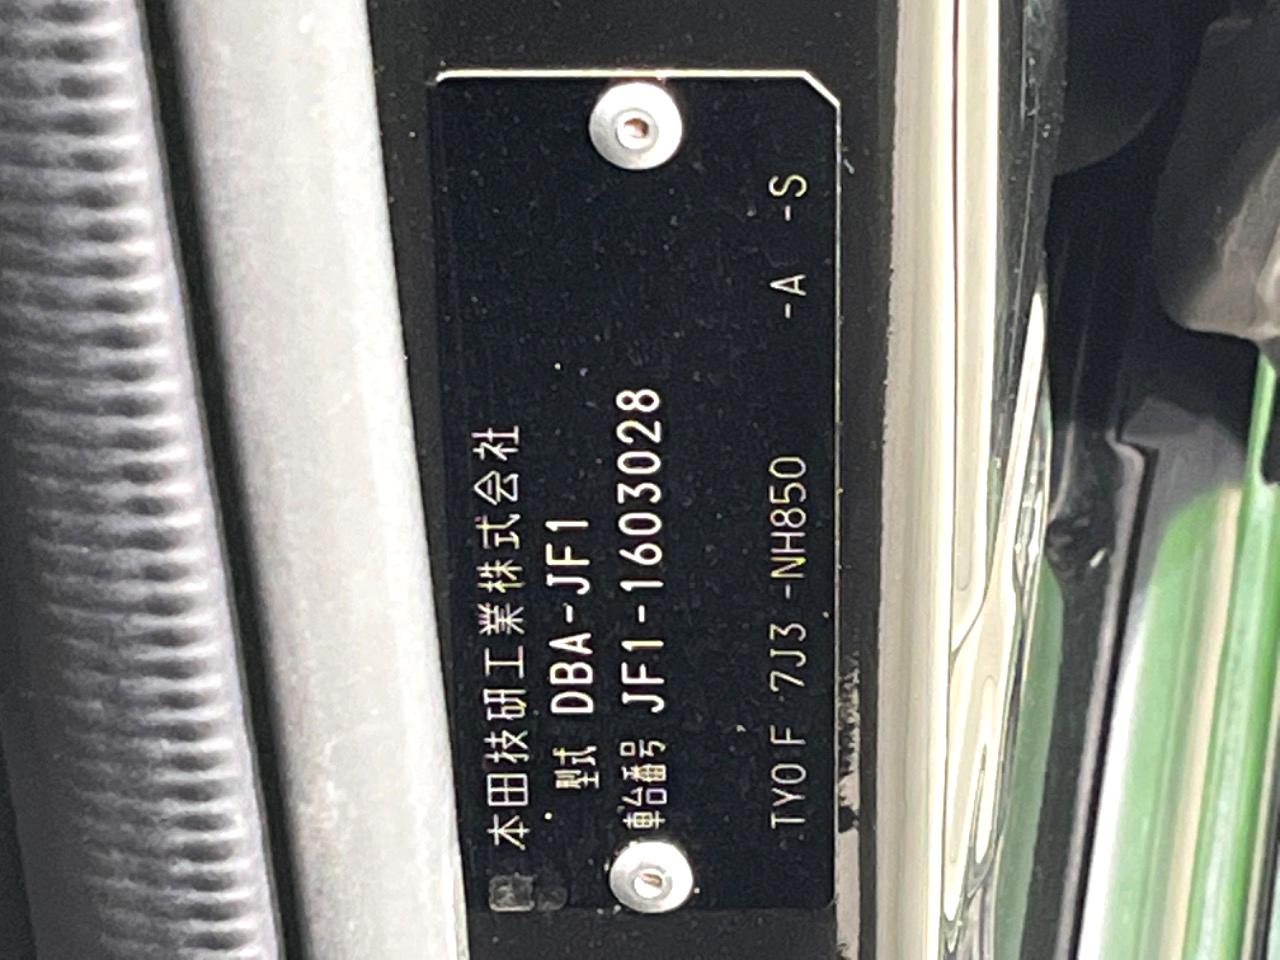 本田技研工業株式会社
型式 DBA-JF1
車台番号 JF1-1603028
TY0F 7J3 -NH850 -A -S